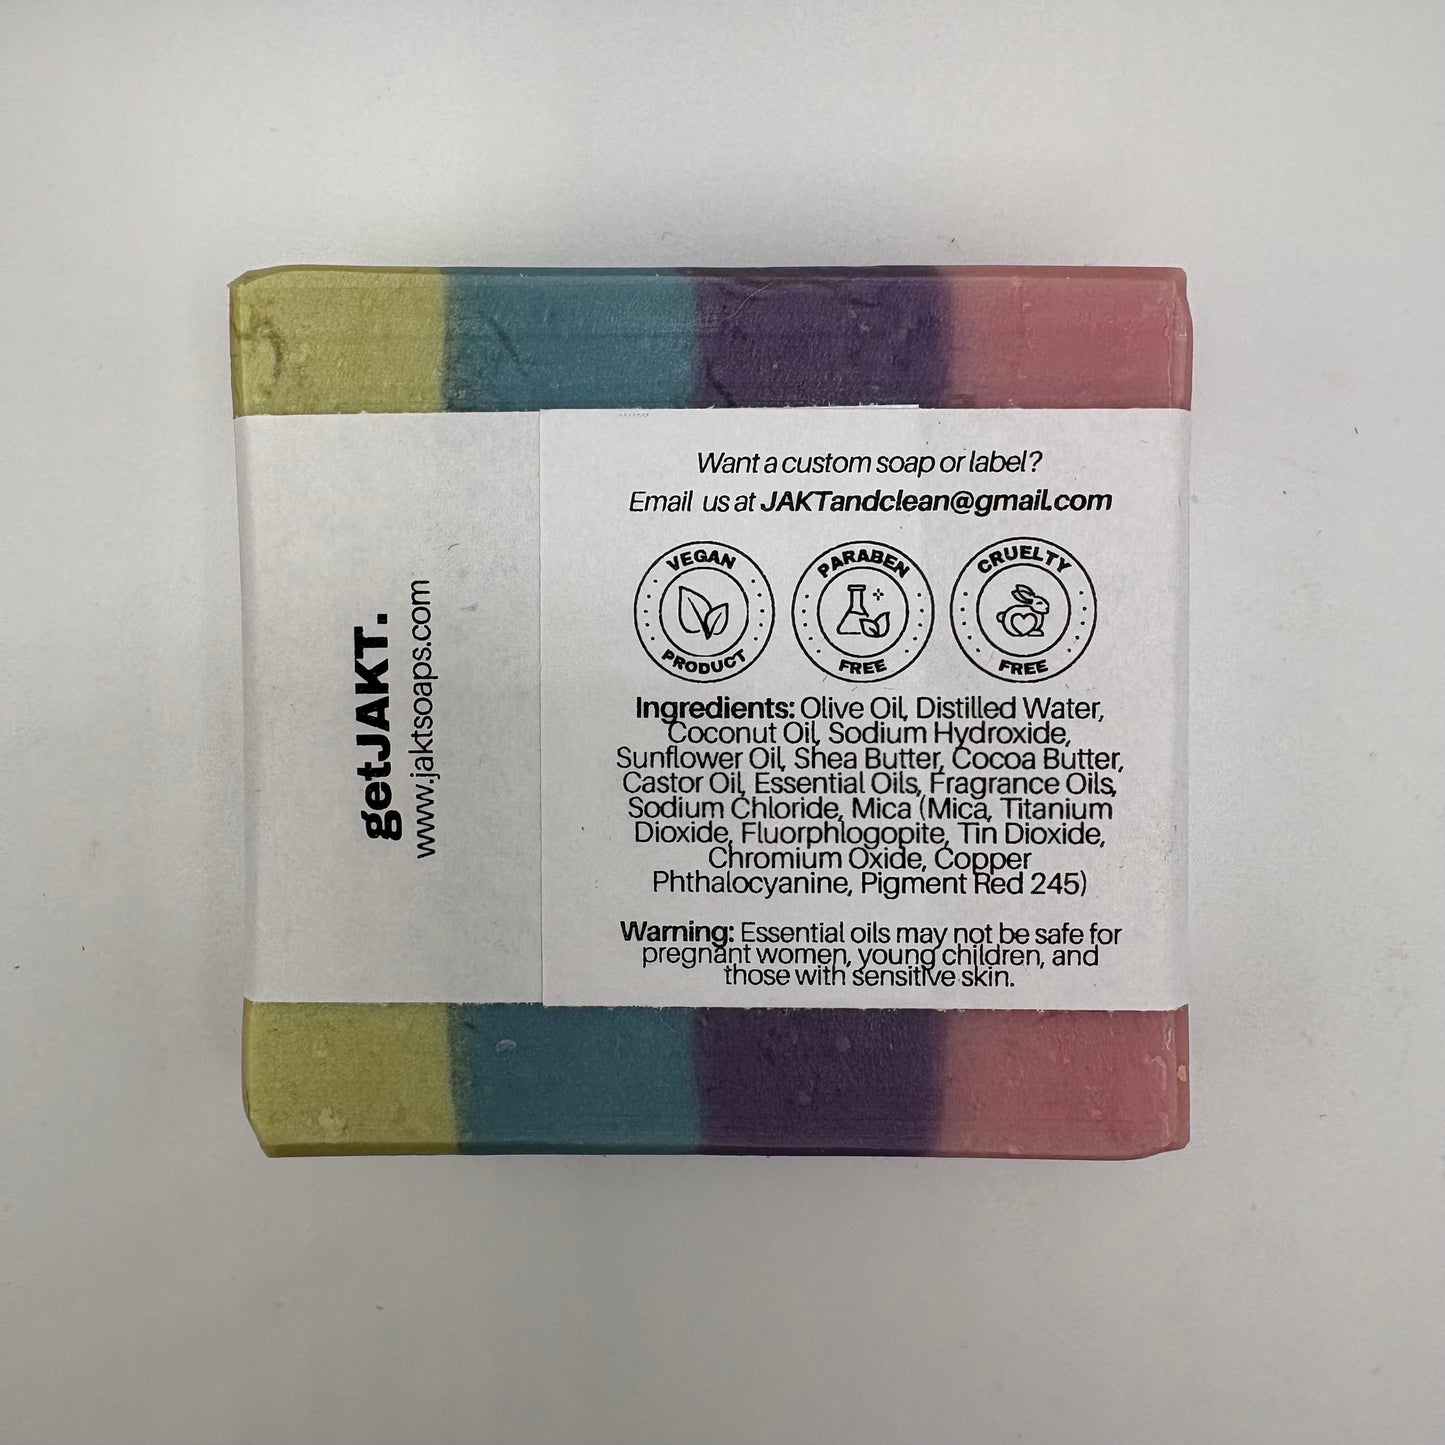 getJAKT.
www.jaktsoaps.com
Want a custom soap or label?
Email us at JAKTandclean@gmail.com
VEGAN
PRODUCT
PARABEN
FREE
CRUELTY
FREE
Ingredients: Olive Oil, Distilled Water,
Coconut Oil, Sodium Hydroxide,
Sunflower Oil, Shea Butter, Cocoa Butter,
Castor Oil, Essential Oils, Fragrance Oils,
Sodium Chloride, Mica (Mica, Titanium
Dioxide, Fluorphlogopite, Tin Dioxide,
Chromium Oxide, Copper
Phthalocyanine, Pigment Red 245)
Warning: Essential oils may not be safe for
pregnant women, young children, and
those with sensitive skin.